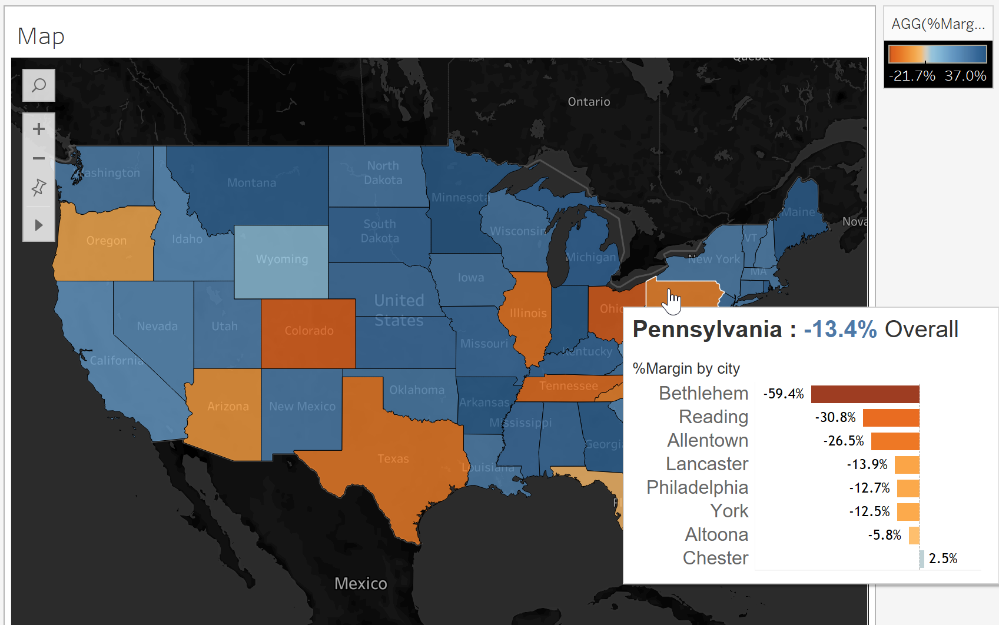 Map
AGG(%Marg...
-21.7% 37.0%
Quebec
Ontario
ashington
Montana
North
Dakota
Minnesota
Maine
Nova
Oregon
Idaho
Wyoming
South
Dakota
Wisconsin
Michigan
VT
New York
MA
Iowa
United
States
Nevada
Utah
Colorado
Illinois
Ohio
California
Missouri
Kentucky
Arizona
New Mexico
Oklahoma
Tennessee
Arkansas
Mississippi
Georgia
Texas
Louisiana
Fl
Mexico
Pennsylvania : -13.4% Overall
%Margin by city
Bethlehem -59.4%
Reading -30.8%
Allentown -26.5%
Lancaster -13.9%
Philadelphia -12.7%
York -12.5%
Altoona -5.8%
Chester 2.5%